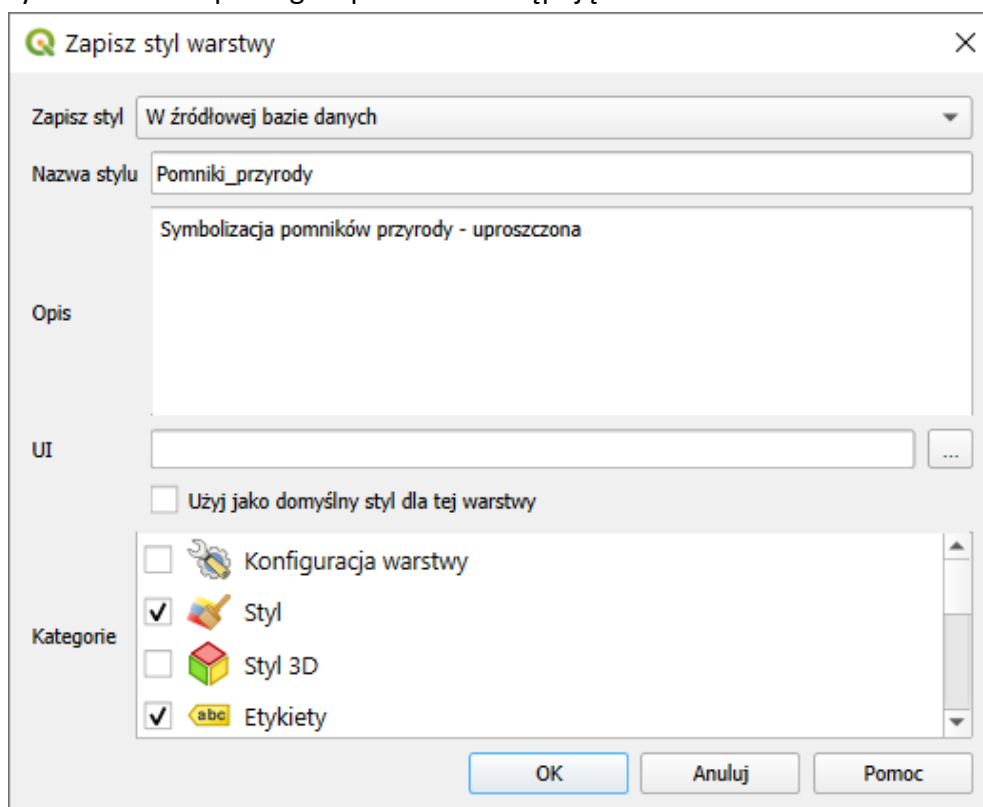 Zapisz styl warstwy
Zapisz styl W źródłowej bazie danych
Nazwa stylu Pomniki_przyrody
Symbolizacja pomników przyrody - uproszczona
Opis
UI ...
Użyj jako domyślny styl dla tej warstwy
Konfiguracja warstwy
Styl
Kategorie
Styl 3D
abc Etykiety
OK Anuluj Pomoc